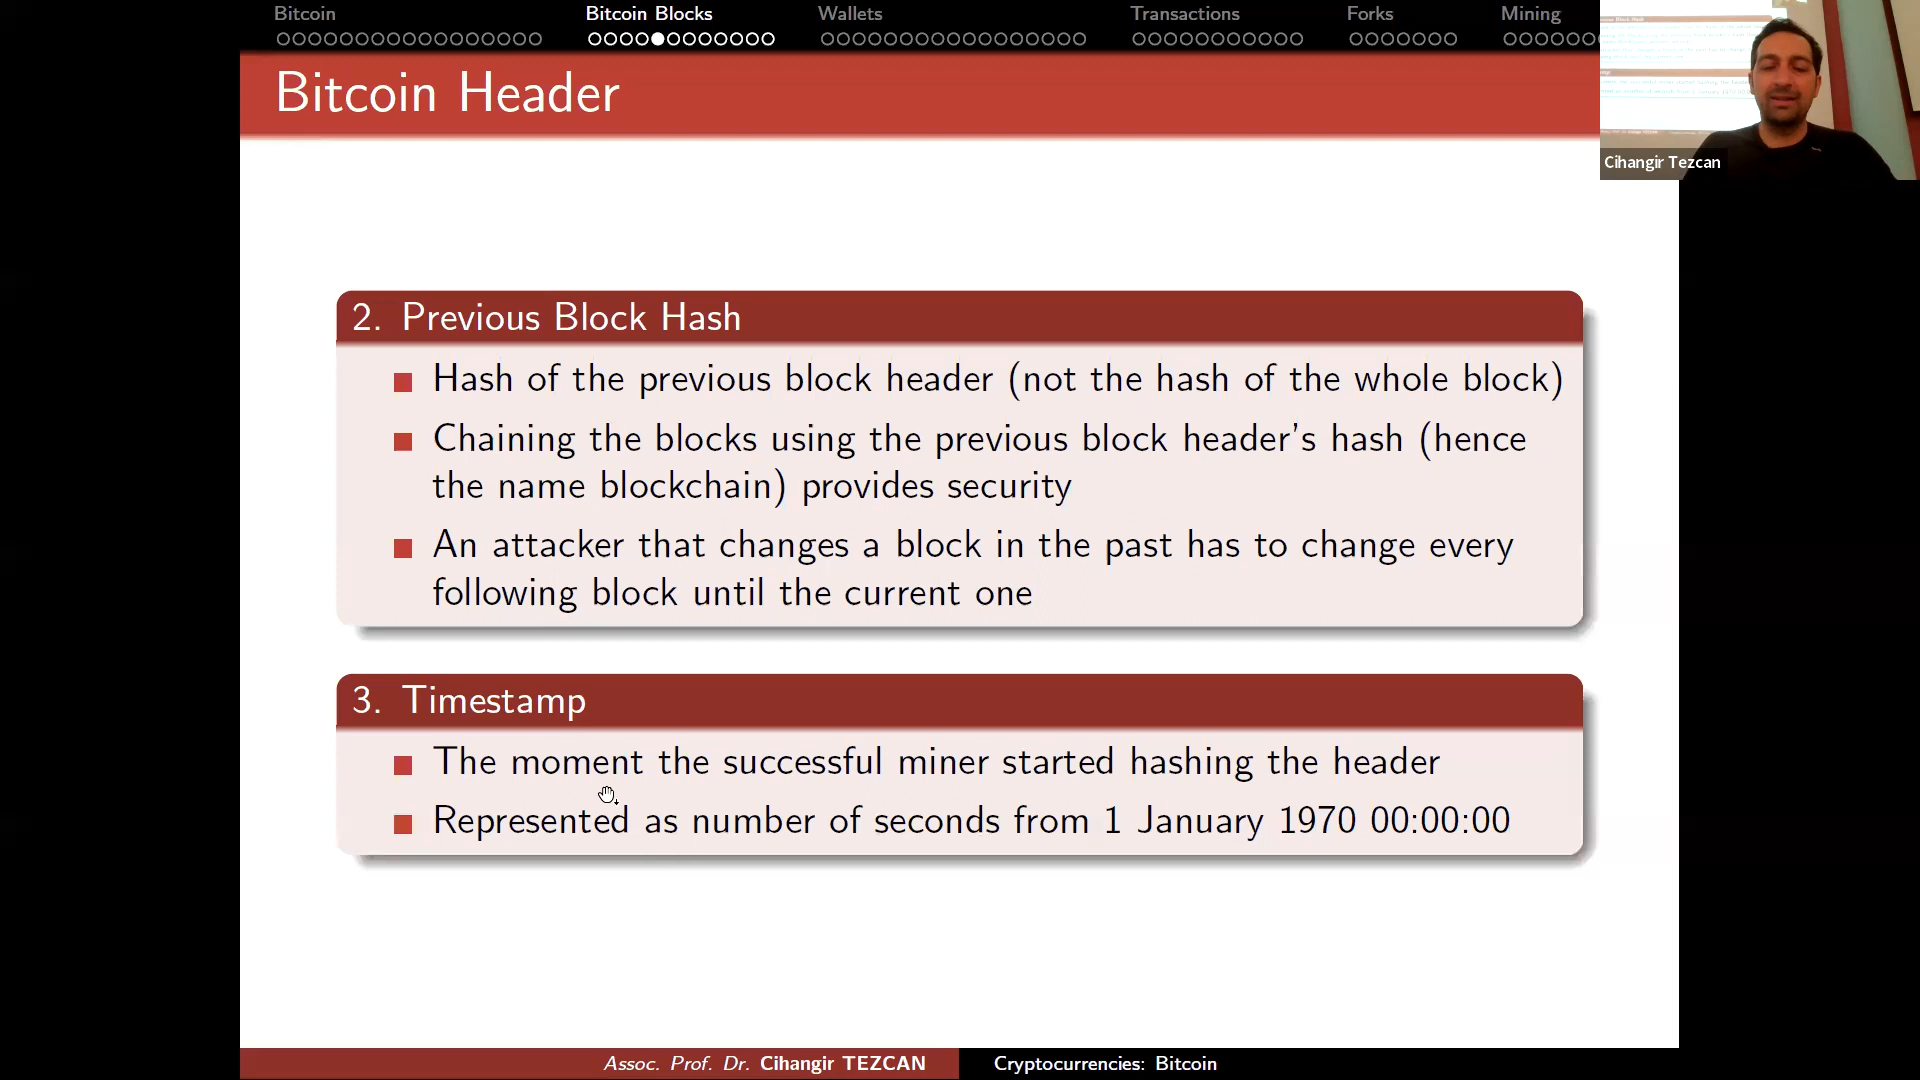 Bitcoin
Bitcoin Blocks
Wallets
Transactions
Forks
Mining
Bitcoin Header
Cihangir Tezcan
2. Previous Block Hash
Hash of the previous block header (not the hash of the whole block)
Chaining the blocks using the previous block header's hash (hence
the name blockchain) provides security
An attacker that changes a block in the past has to change every
following block until the current one
3. Timestamp
The moment the successful miner started hashing the header
Represented as number of seconds from 1 January 1970 00:00:00
Assoc. Prof. Dr. Cihangir TEZCAN
Cryptocurrencies: Bitcoin